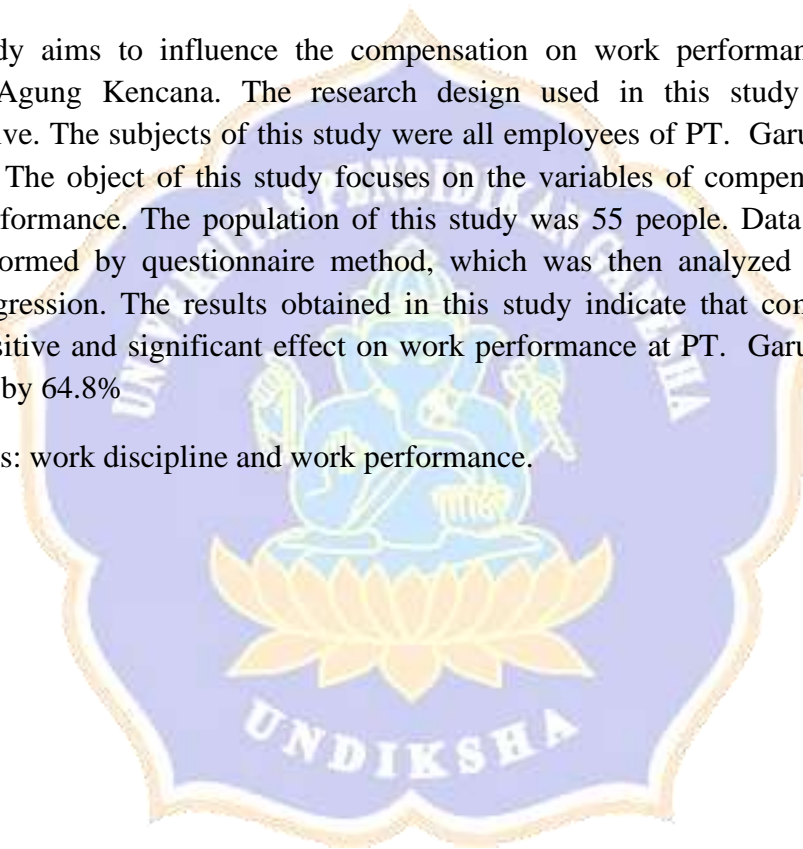 dy aims to influence the compensation on work performan
Agung Kencana. The research design used in this study
ive. The subjects of this study were all employees of PT. Garu
The object of this study focuses on the variables of compen
formance. The population of this study was 55 people. Data
ormed by questionnaire method, which was then analyzed
gression. The results obtained in this study indicate that con
sitive and significant effect on work performance at PT. Garu
by 64.8%
s: work discipline and work performance.
UNIVERSITAS PENDIDIKAN GANESHA
UNDIKSHA